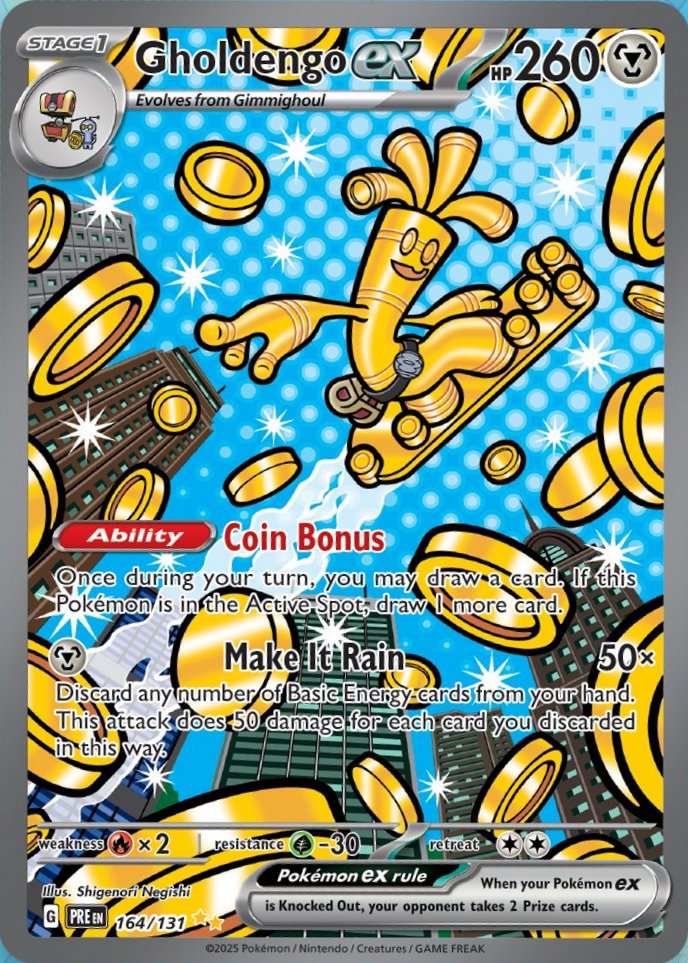 STAGE 1
Gholdengo ex
HP 260
Evolves from Gimmighoul
Ability Coin Bonus
Once during your turn, you may draw a card. If this
Pokémon is in the Active Spot, draw 1 more card.
Make It Rain 50×
Discard any number of Basic Energy cards from your hand.
This attack does 50 damage for each card you discarded
in this way.
weakness ×2 resistance -30 retreat
Illus. Shigenori Negishi
Pokémon ex rule
When your Pokémon ex
is Knocked Out, your opponent takes 2 Prize cards.
G PRE EN 164/131
©2025 Pokémon / Nintendo / Creatures / GAME FREAK